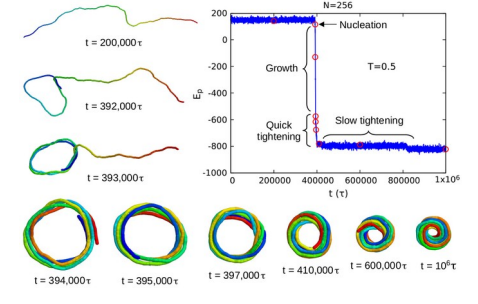 N=256
200
0
-200
-400
-600
-800
-1000
E_p
0
200000
400000
600000
800000
1x10^6
t (τ)
Nucleation
Growth
T=0.5
Quick
tightening
Slow tightening
t = 200,000τ
t = 392,000τ
t = 393,000τ
t = 394,000τ
t = 395,000τ
t = 397,000τ
t = 410,000τ
t = 600,000τ
t = 10^6τ